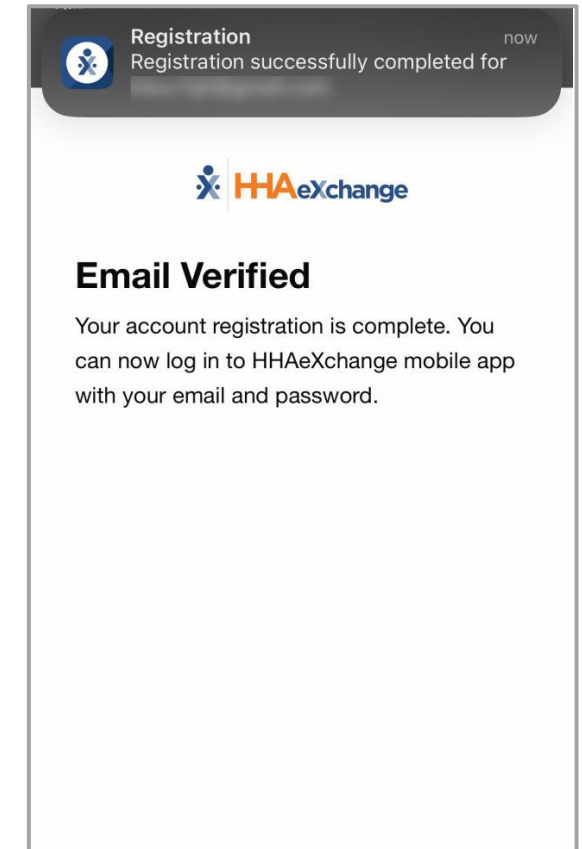 Registration
now
Registration successfully completed for
HHAeXchange
Email Verified
Your account registration is complete. You
can now log in to HHAeXchange mobile app
with your email and password.